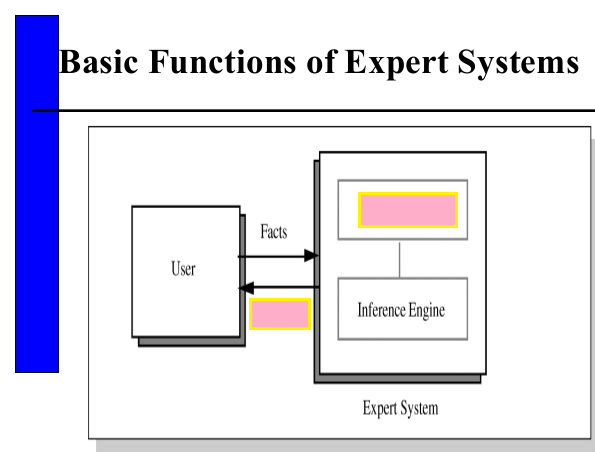 Basic Functions of Expert Systems
Facts
User
Inference Engine
Expert System